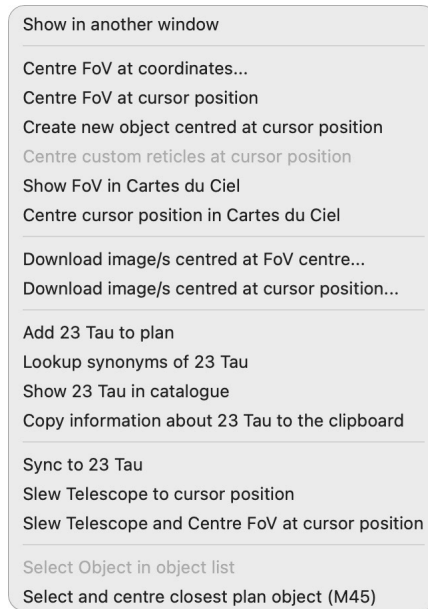 Show in another window
Centre FoV at coordinates...
Centre FoV at cursor position
Create new object centred at cursor position
Centre custom reticles at cursor position
Show FoV in Cartes du Ciel
Centre cursor position in Cartes du Ciel
Download image/s centred at FoV centre...
Download image/s centred at cursor position...
Add 23 Tau to plan
Lookup synonyms of 23 Tau
Show 23 Tau in catalogue
Copy information about 23 Tau to the clipboard
Sync to 23 Tau
Slew Telescope to cursor position
Slew Telescope and Centre FoV at cursor position
Select Object in object list
Select and centre closest plan object (M45)